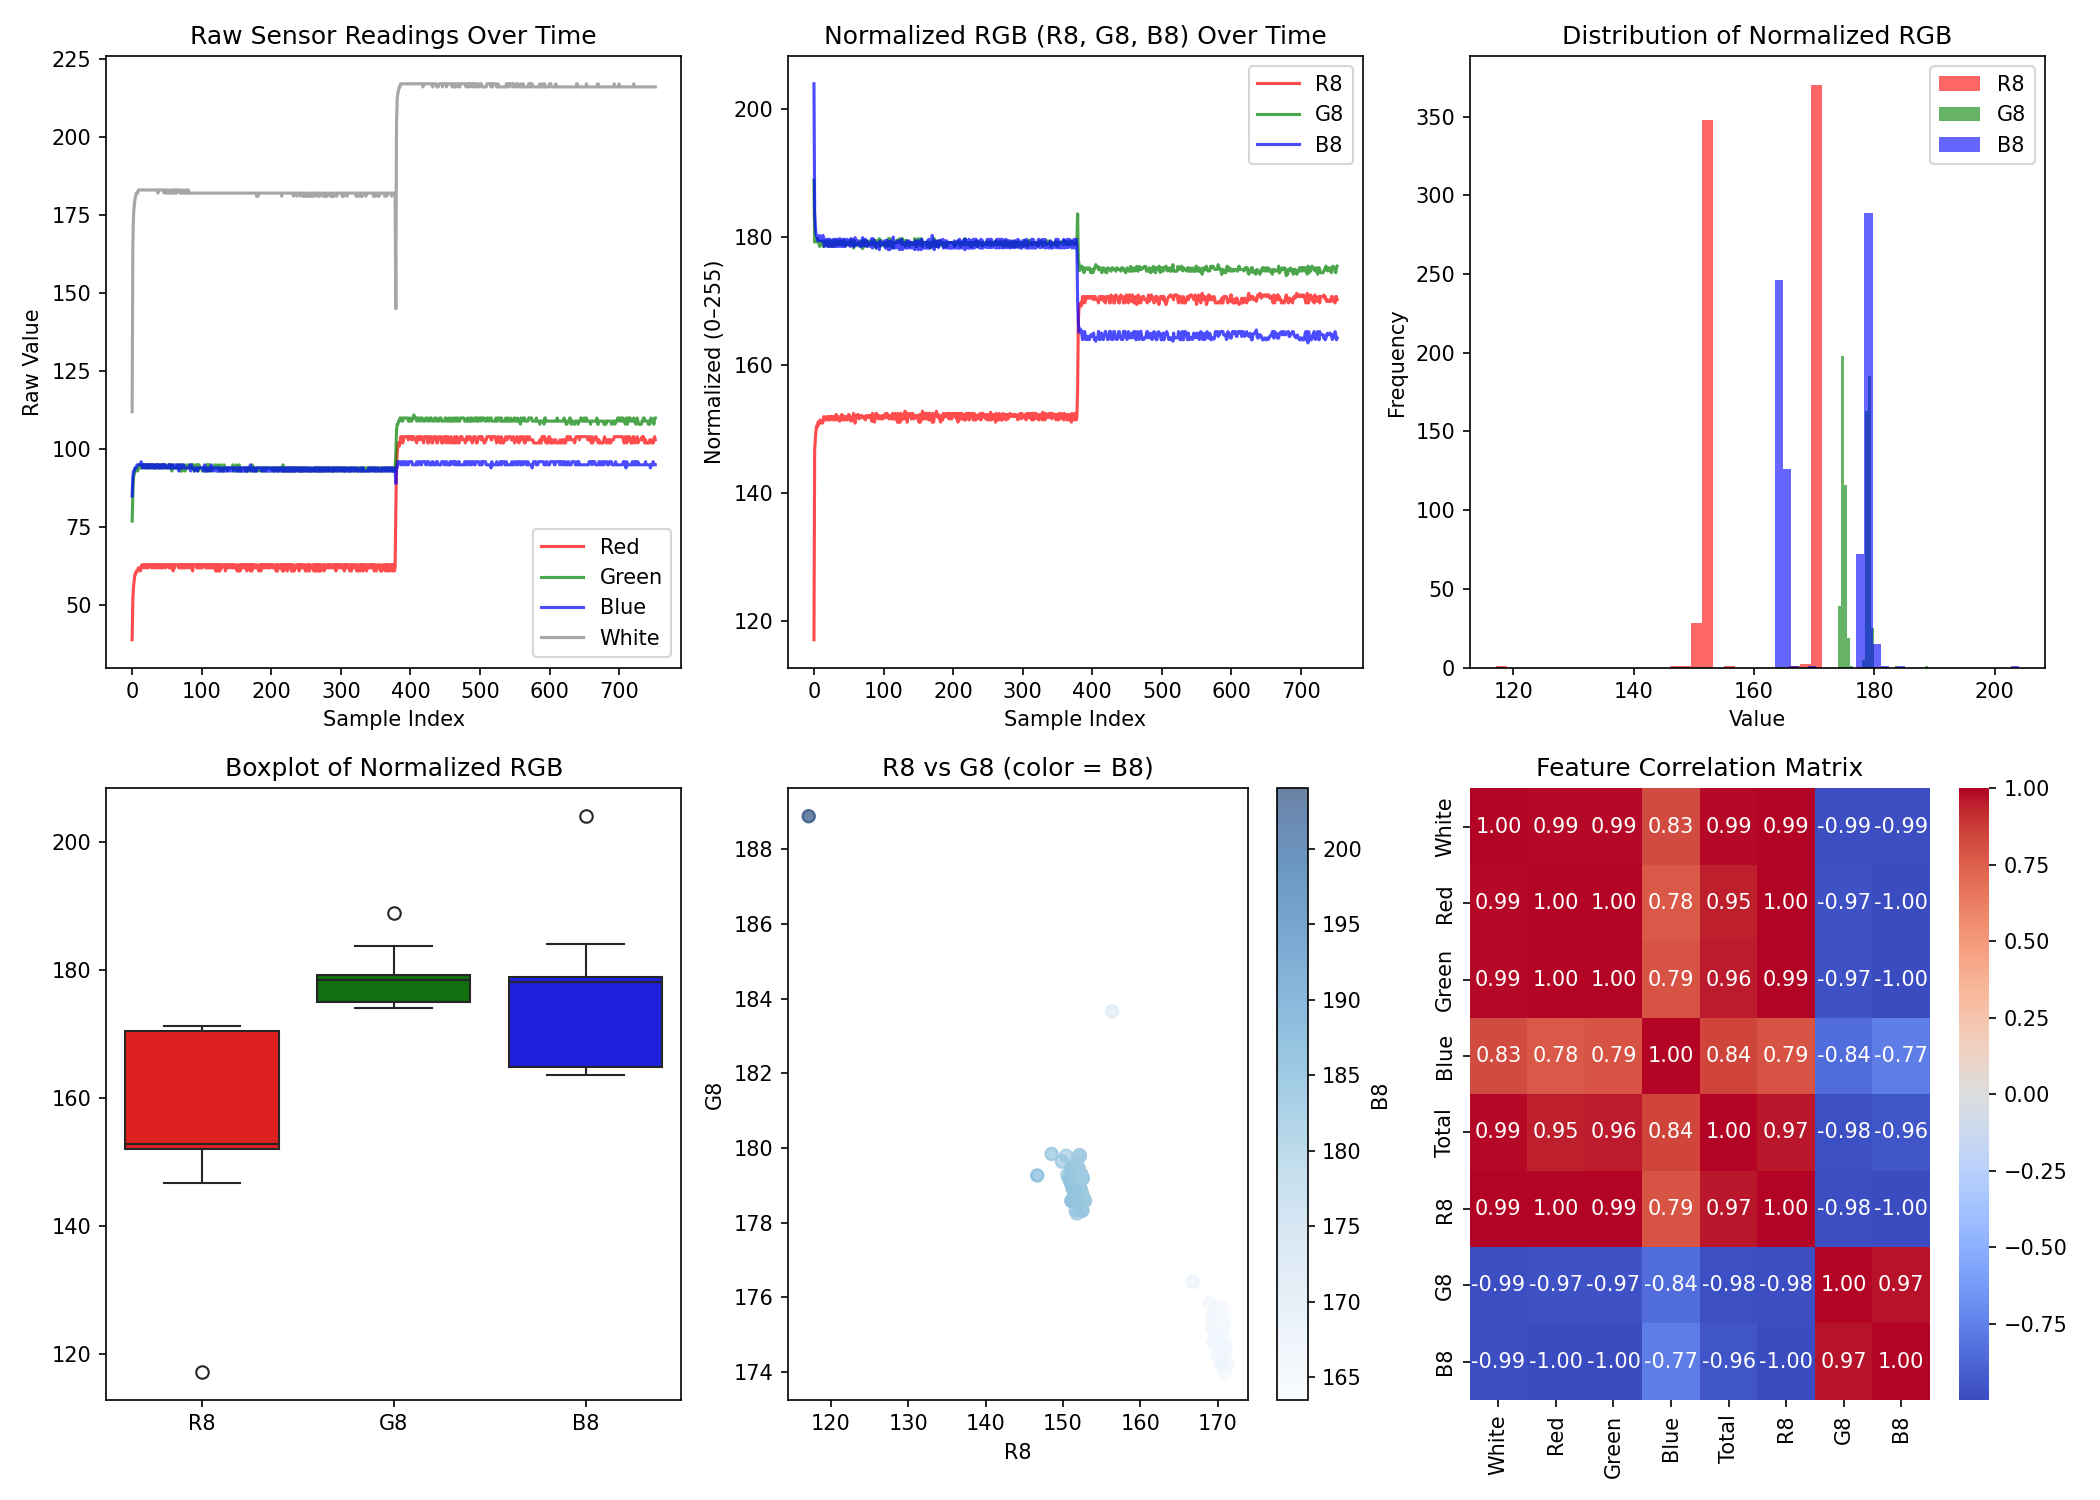 Raw Sensor Readings Over Time
225
200
175
150
125
100
75
50
Raw Value
0 100 200 300 400 500 600 700
Sample Index
Red
Green
Blue
White
Normalized RGB (R8, G8, B8) Over Time
200
180
160
140
120
Normalized (0–255)
0 100 200 300 400 500 600 700
Sample Index
R8
G8
B8
Distribution of Normalized RGB
350
300
250
200
150
100
50
0
Frequency
120 140 160 180 200
Value
R8
G8
B8
Boxplot of Normalized RGB
200
180
160
140
120
R8 G8 B8
R8 vs G8 (color = B8)
188
186
184
182
180
178
176
174
G8
120 130 140 150 160 170
R8
200
195
190
185
180
175
170
165
B8
Feature Correlation Matrix
White 1.00 0.99 0.99 0.83 0.99 0.99 -0.99 -0.99
Red 0.99 1.00 1.00 0.78 0.95 1.00 -0.97 -1.00
Green 0.99 1.00 1.00 0.79 0.96 0.99 -0.97 -1.00
Blue 0.83 0.78 0.79 1.00 0.84 0.79 -0.84 -0.77
Total 0.99 0.95 0.96 0.84 1.00 0.97 -0.98 -0.96
R8 0.99 1.00 0.99 0.79 0.97 1.00 -0.98 -1.00
G8 -0.99 -0.97 -0.97 -0.84 -0.98 -0.98 1.00 0.97
B8 -0.99 -1.00 -1.00 -0.77 -0.96 -1.00 0.97 1.00
White Red Green Blue Total R8 G8 B8
1.00
0.75
0.50
0.25
0.00
−0.25
−0.50
−0.75